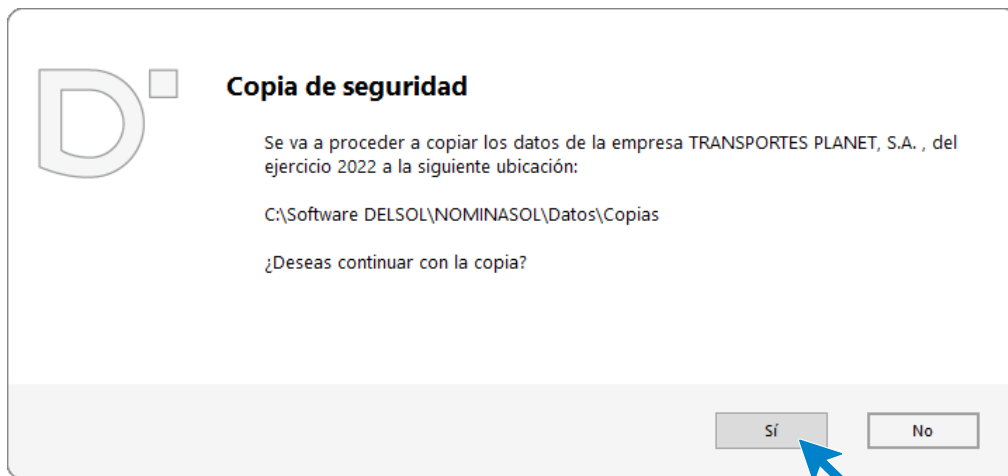 Copia de seguridad
Se va a proceder a copiar los datos de la empresa TRANSPORTES PLANET, S.A. , del
ejercicio 2022 a la siguiente ubicación:
C:\Software DELSOL\NOMINASOL\Datos\Copias
¿Deseas continuar con la copia?
Sí
No